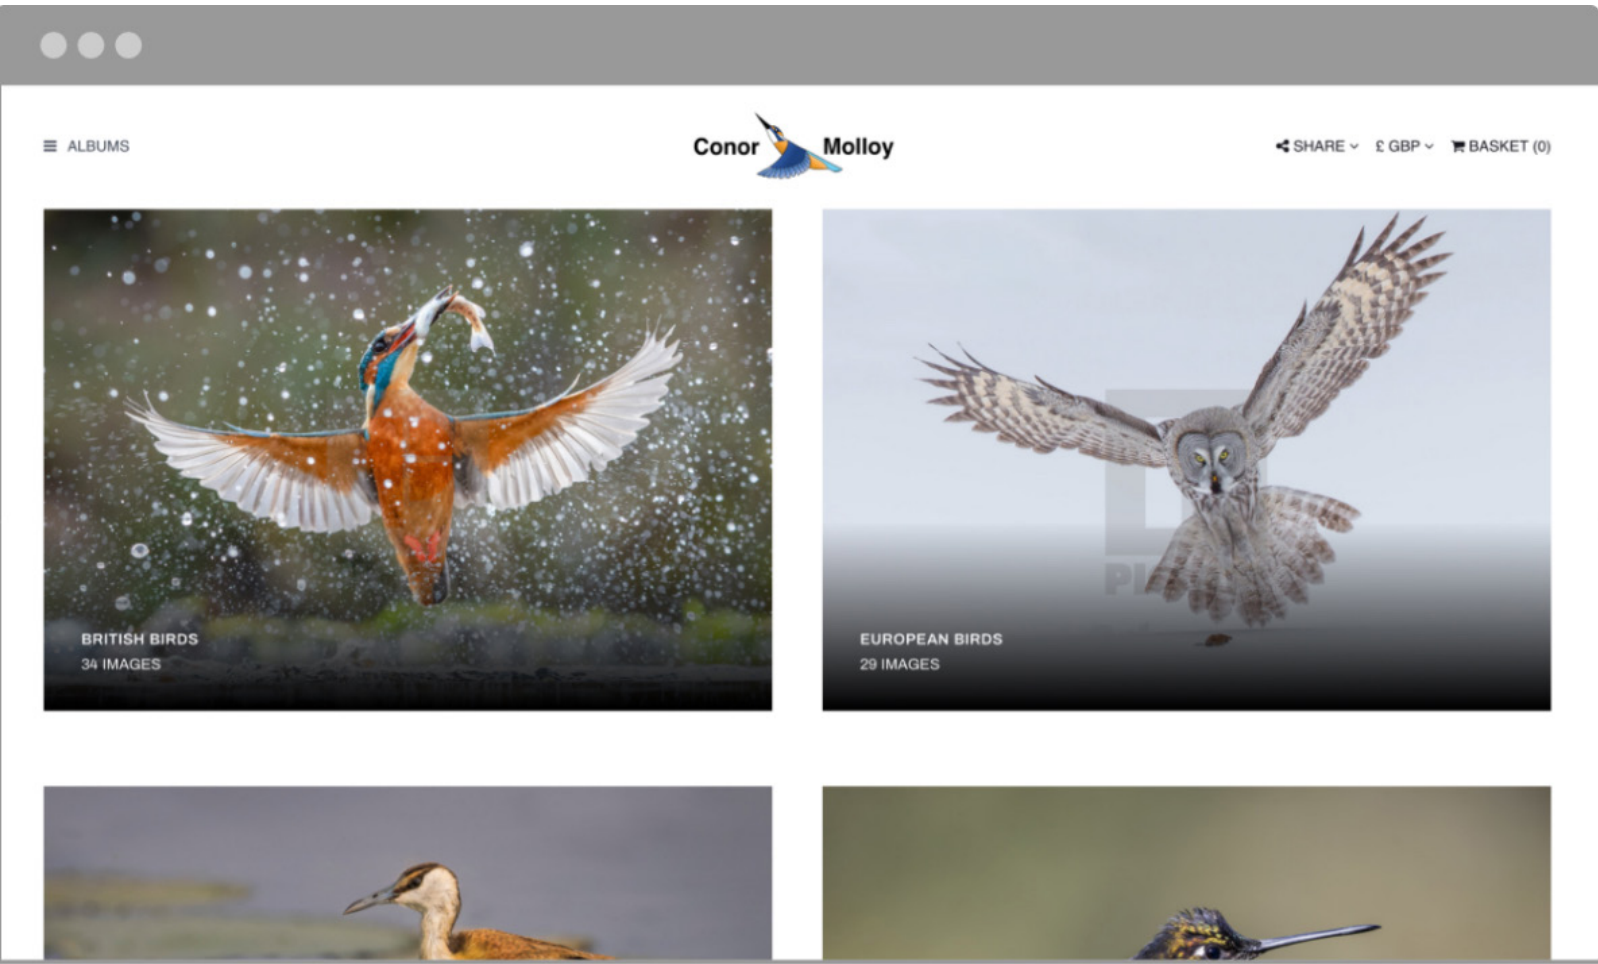 ALBUMS
Conor Molloy
SHARE
£ GBP
BASKET (0)
BRITISH BIRDS
34 IMAGES
EUROPEAN BIRDS
29 IMAGES